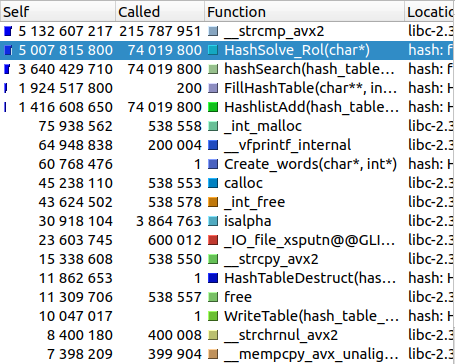 Self Called Function Locatio
5 132 607 217 215 787 951 __strcmp_avx2 libc-2.3
5 007 815 800 74 019 800 HashSolve_Rol(char*) hash: f
3 640 429 710 74 019 800 hashSearch(hash_table... hash: f
1 924 517 800 200 FillHashTable(char**, in... hash: f
1 416 608 650 74 019 800 HashlistAdd(hash_table... hash: f
75 938 562 538 558 _int_malloc libc-2.3
64 948 838 200 004 __vfprintf_internal libc-2.3
60 768 476 1 Create_words(char*, int*) hash: H
45 238 110 538 553 calloc libc-2.3
43 624 502 538 578 _int_free libc-2.3
30 918 104 3 864 763 isalpha libc-2.3
23 603 745 600 012 _IO_file_xsputn@@GLI... libc-2.3
15 338 608 538 550 __strcpy_avx2 libc-2.3
11 862 653 1 HashTableDestruct(has... hash: H
11 309 706 538 557 free libc-2.3
10 047 017 1 WriteTable(hash_table_... hash: H
8 400 180 400 008 __strchrnul_avx2 libc-2.3
7 398 209 399 904 __mempcpy_avx_unalig... libc-2.3